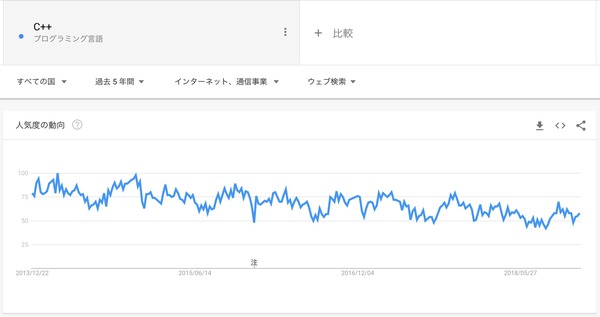 C++
プログラミング言語
+ 比較
すべての国
過去 5 年間
インターネット、通信事業
ウェブ検索
人気度の動向
100
75
50
25
注
2013/12/22
2015/06/14
2016/12/04
2018/05/27